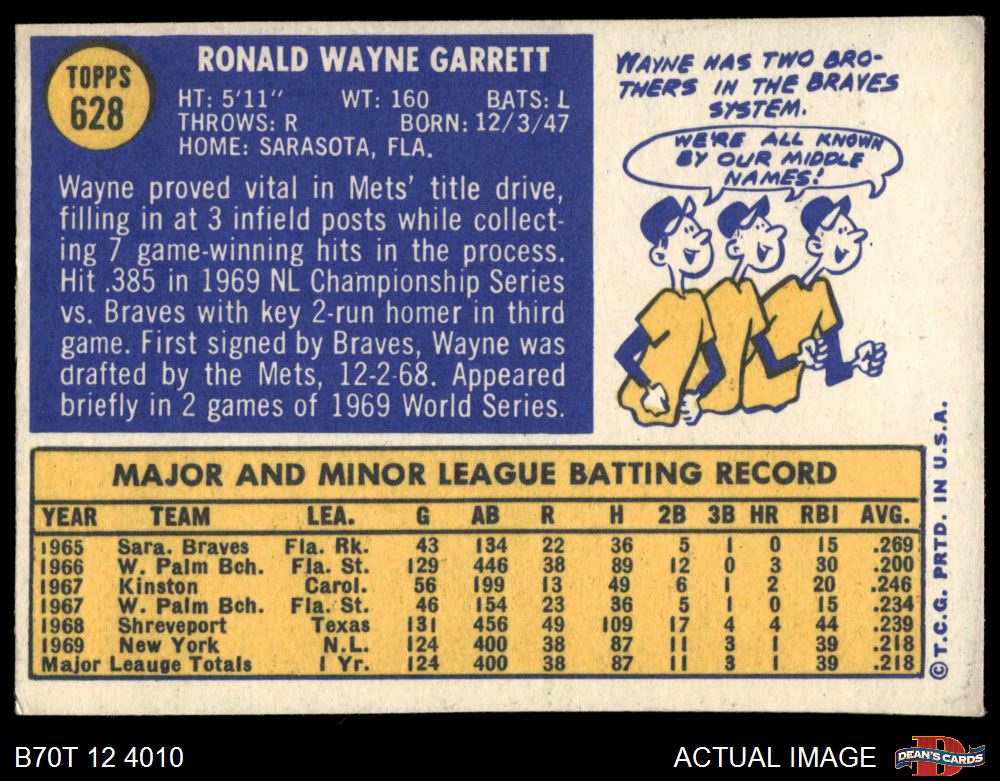 TOPPS
628
RONALD WAYNE GARRETT
HT: 5'11" WT: 160 BATS: L
THROWS: R BORN: 12/3/47
HOME: SARASOTA, FLA.
Wayne proved vital in Mets' title drive,
filling in at 3 infield posts while collect-
ing 7 game-winning hits in the process.
Hit .385 in 1969 NL Championship Series
vs. Braves with key 2-run homer in third
game. First signed by Braves, Wayne was
drafted by the Mets, 12-2-68. Appeared
briefly in 2 games of 1969 World Series.
WAYNE HAS TWO BRO-
THERS IN THE BRAVES
SYSTEM.
WE'RE ALL KNOWN
BY OUR MIDDLE
NAMES!
MAJOR AND MINOR LEAGUE BATTING RECORD
YEAR TEAM LEA. G AB R H 2B 3B HR RBI AVG.
1965 Sara. Braves Fla. Rk. 43 134 22 36 5 1 0 15 .269
1966 W. Palm Bch. Fla. St. 129 446 38 89 12 0 3 30 .200
1967 Kinston Carol. 56 199 13 49 6 1 2 20 .246
1967 W. Palm Bch. Fla. St. 46 154 23 36 5 1 0 15 .234
1968 Shreveport Texas 131 456 49 109 17 4 4 44 .239
1969 New York N.L. 124 400 38 87 11 3 1 39 .218
Major Leauge Totals 1 Yr. 124 400 38 87 11 3 1 39 .218
© T.C.G. PRTD. IN U.S.A.
B70T 12 4010
ACTUAL IMAGE
DEAN'S CARDS